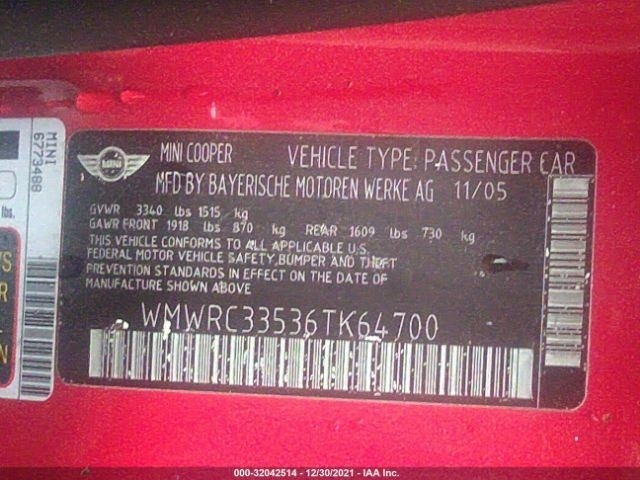 MINI
6773488
lbs.
MINI
MINI COOPER VEHICLE TYPE: PASSENGER CAR
MFD BY BAYERISCHE MOTOREN WERKE AG 11/05
GVWR 3340 lbs 1515 kg
GAWR FRONT 1918 lbs 870 kg REAR 1609 lbs 730 kg
THIS VEHICLE CONFORMS TO ALL APPLICABLE U.S.
FEDERAL MOTOR VEHICLE SAFETY,BUMPER AND THEFT
PREVENTION STANDARDS IN EFFECT ON THE DATE OF
MANUFACTURE SHOWN ABOVE
WMWRC33536TK64700
000-32042514 - 12/30/2021 - IAA Inc.